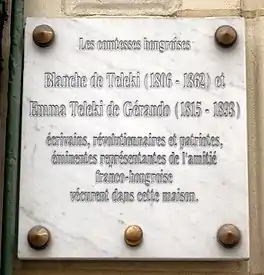 Les comtesses hongroises
Blanche de Teleki (1806 - 1862) et
Emma Teleki de Gérando (1815 - 1893)
écrivains, révolutionnaires et patriotes,
éminentes représentantes de l'amitié
franco-hongroise
vécurent dans cette maison.